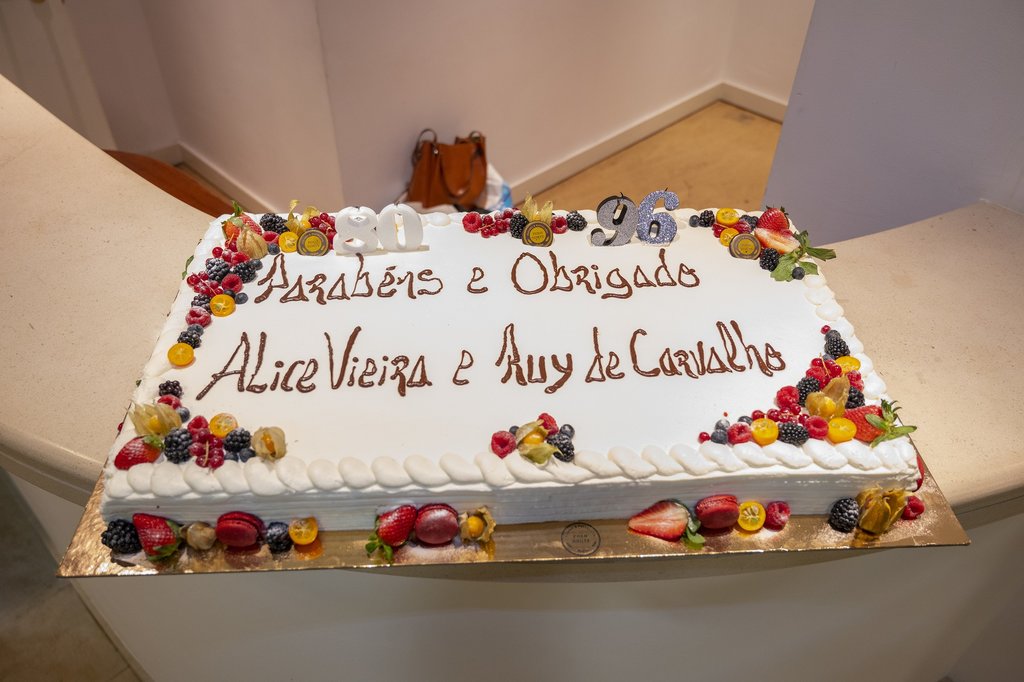 80 96
Parabéns e Obrigado
Alice Vieira e Ruy de Carvalho